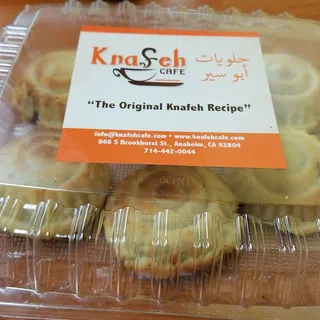 Knafeh
CAFE
حلويات
أبو سير
"The Original Knafeh Recipe"
info@knafehcafe.com • www.knafehcafe.com
866 S Brookhurst St., Anaheim, CA 92804
714-442-0044